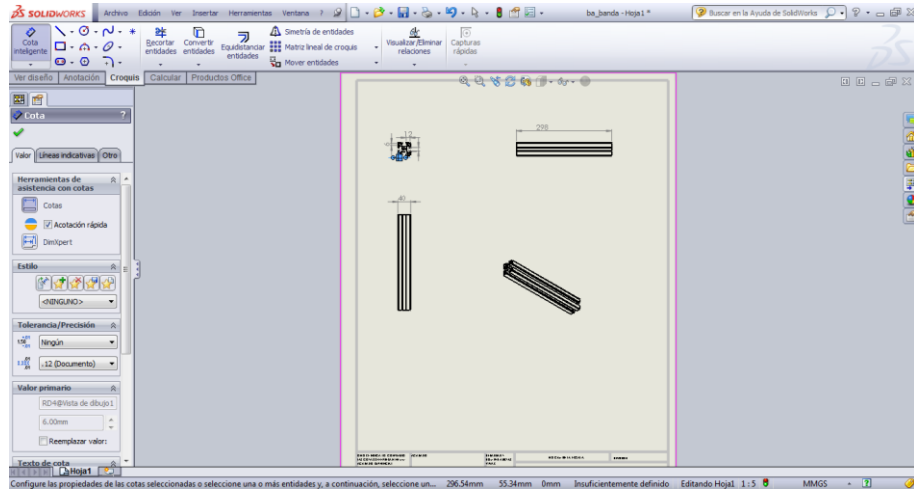 SOLIDWORKS Archivo Edición Ver Insertar Herramientas Ventana ? ba_banda - Hoja1 * Buscar en la Ayuda de SolidWorks
Cota inteligente
Recortar entidades
Convertir entidades
Equidistanciar entidades
Simetría de entidades
Matriz lineal de croquis
Mover entidades
Visualizar/Eliminar relaciones
Capturas rápidas
Ver diseño Anotación Croquis Calcular Productos Office
Cota ?
Valor Líneas indicativas Otro
Herramientas de asistencia con cotas
Cotas
Acotación rápida
DimXpert
Estilo
<NINGUNO>
Tolerancia/Precisión
Ningún
.12 (Documento)
Valor primario
RD4@Vista de dibujo1
6.00mm
Reemplazar valor:
Texto de cota
12
298
40
Hoja1
Configure las propiedades de las cotas seleccionadas o seleccione una o más entidades y, a continuación, seleccione un... 296.54mm 55.34mm 0mm Insuficientemente definido Editando Hoja1 1:5 MMGS